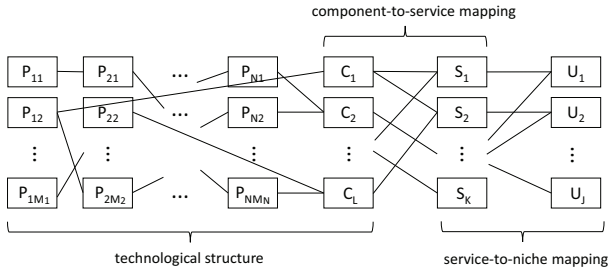 component-to-service mapping
P11 P21 ... PN1 C1 S1 U1
P12 P22 PN2 C2 S2 U2
P1M1 P2M2 ... PNMN CL SK UJ
technological structure
service-to-niche mapping